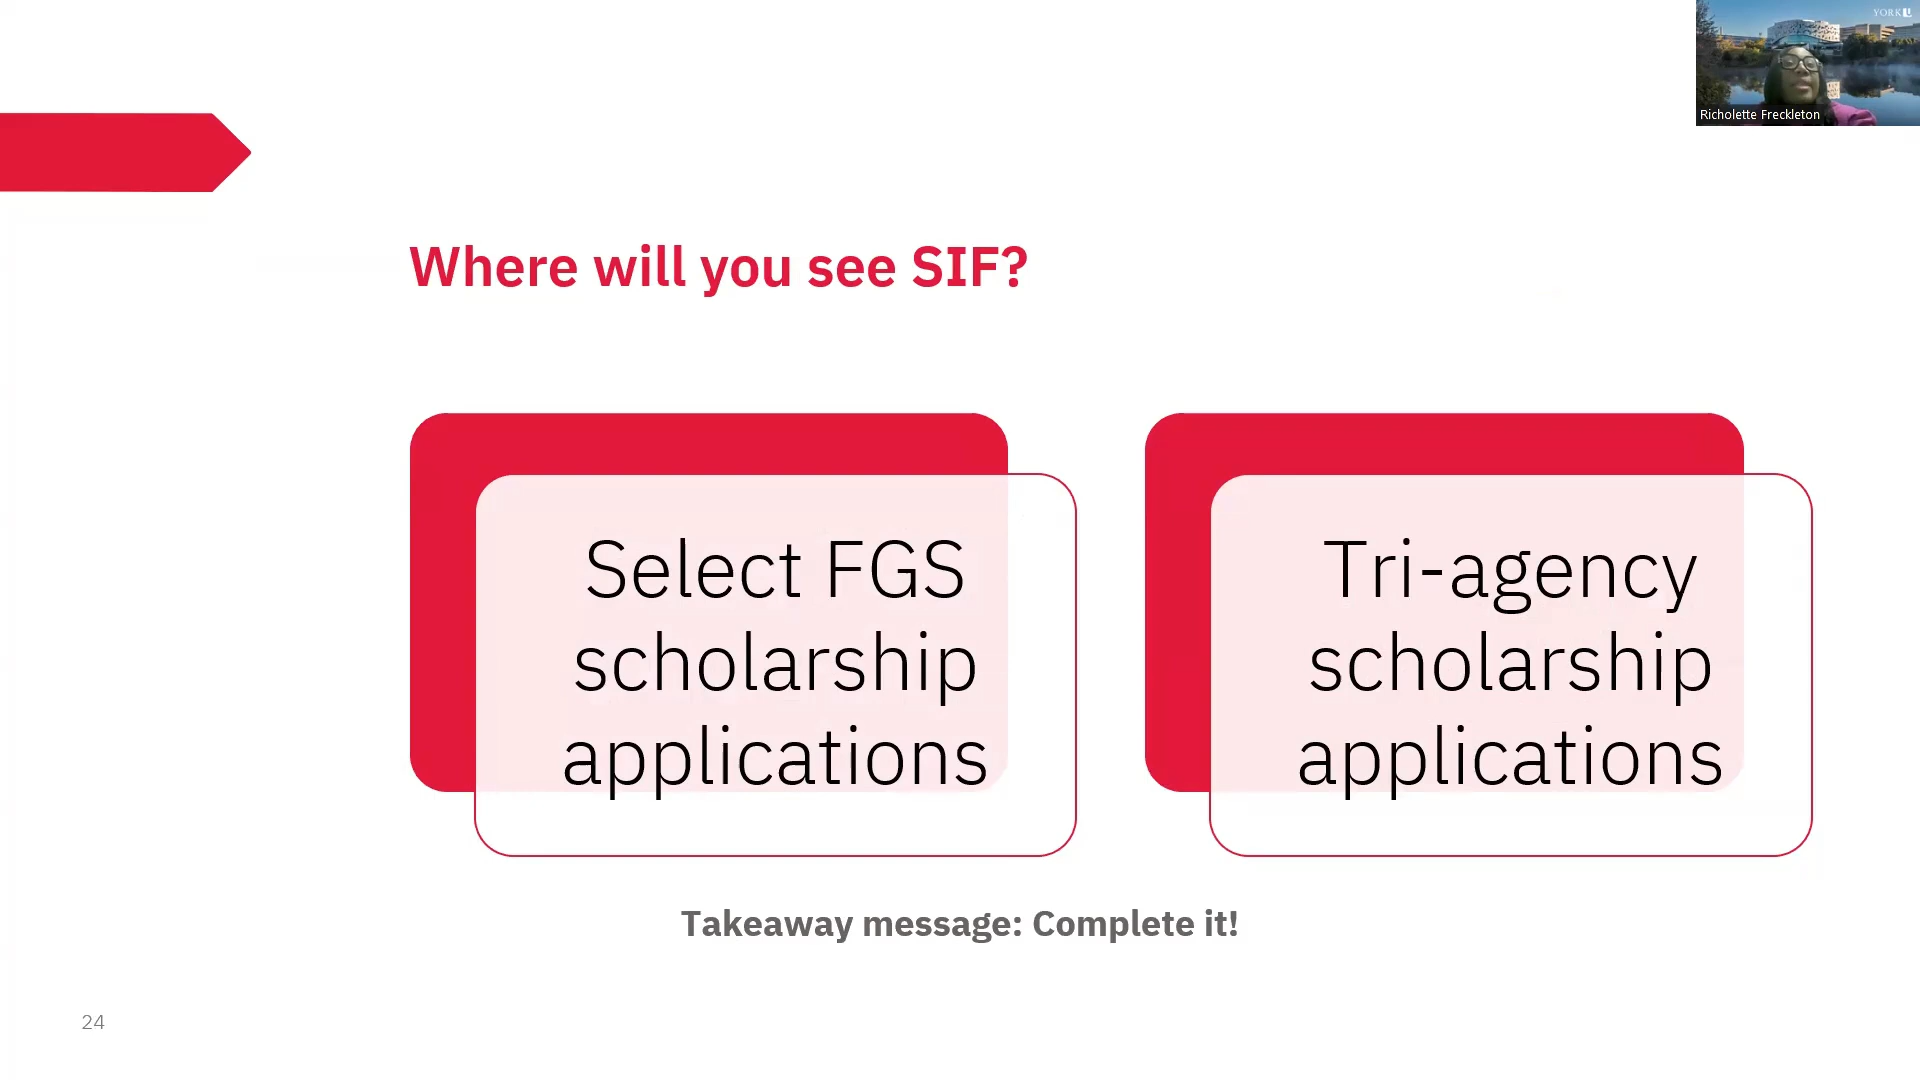 YORK U
Richolette Freckleton
Where will you see SIF?
Select FGS
scholarship
applications
Tri-agency
scholarship
applications
Takeaway message: Complete it!
24